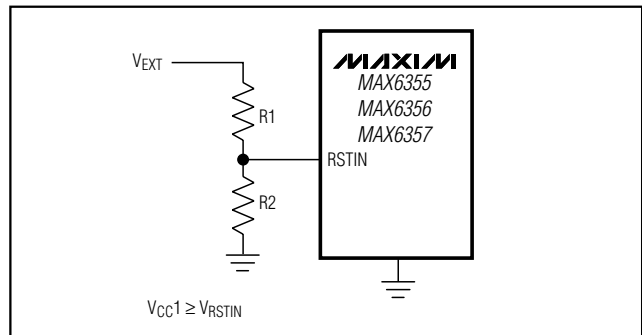 VEXT
R1
R2
MAXIM
MAX6355
MAX6356
MAX6357
RSTIN
VCC1 ≥ VRSTIN